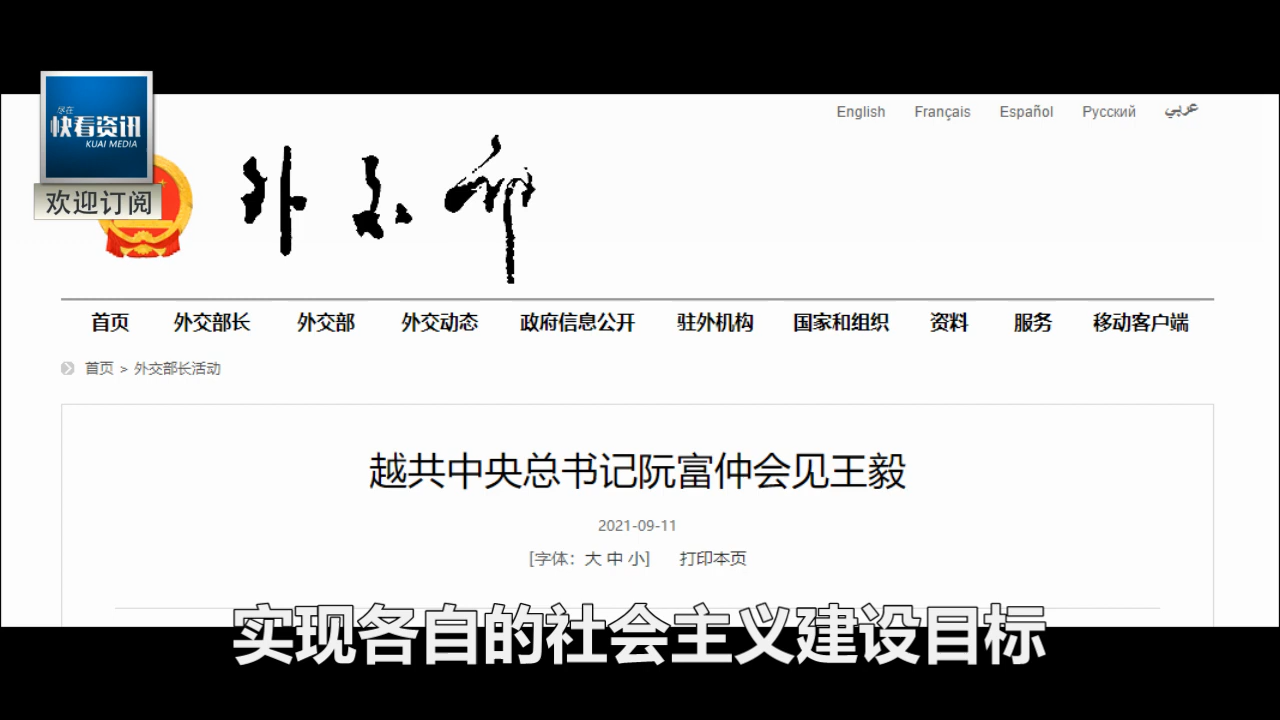 尽在
快看资讯
KUAI MEDIA
欢迎订阅
English Français Español Русский عربي
外交部
首页 外交部长 外交部 外交动态 政府信息公开 驻外机构 国家和组织 资料 服务 移动客户端
首页 > 外交部长活动
越共中央总书记阮富仲会见王毅
2021-09-11
[字体：大 中 小] 打印本页
实现各自的社会主义建设目标